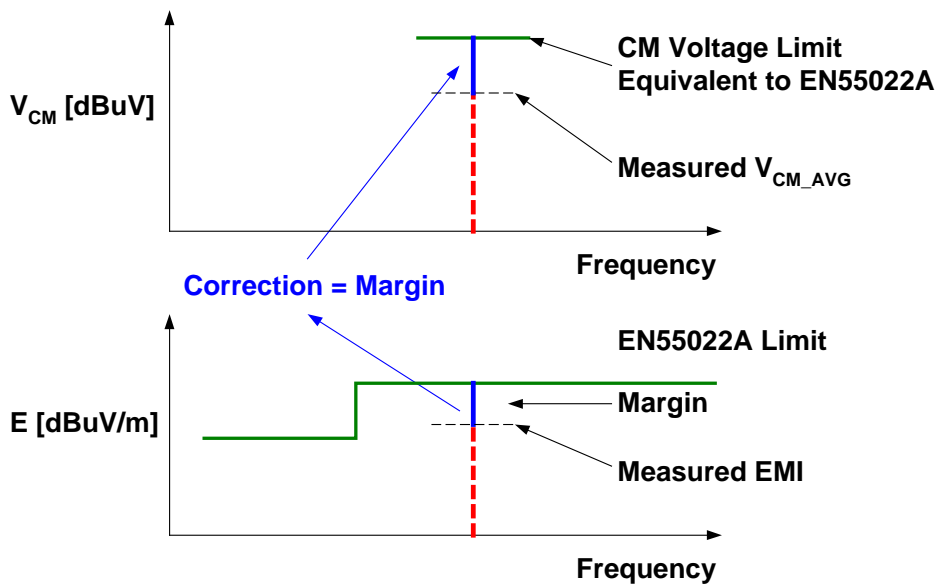 CM Voltage Limit
Equivalent to EN55022A
V_CM [dBuV]
Measured V_CM_AVG
Frequency
Correction = Margin
EN55022A Limit
Margin
E [dBuV/m]
Measured EMI
Frequency